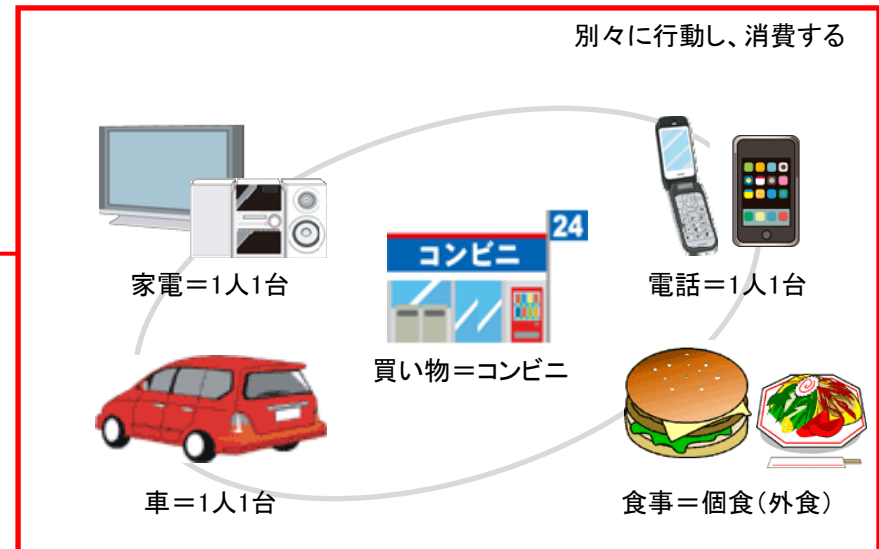 別々に行動し、消費する
家電＝1人1台
24
コンビニ
電話＝1人1台
買い物＝コンビニ
車＝1人1台
食事＝個食（外食）